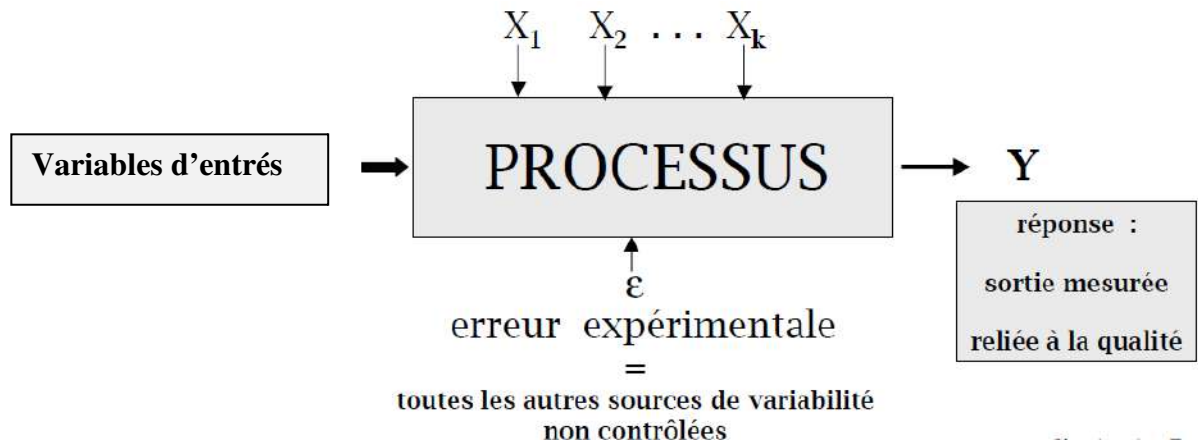 X1 X2 . . . Xk
Variables d’entrés
PROCESSUS
Y
réponse :
sortie mesurée
reliée à la qualité
ε
erreur expérimentale
=
toutes les autres sources de variabilité
non contrôlées